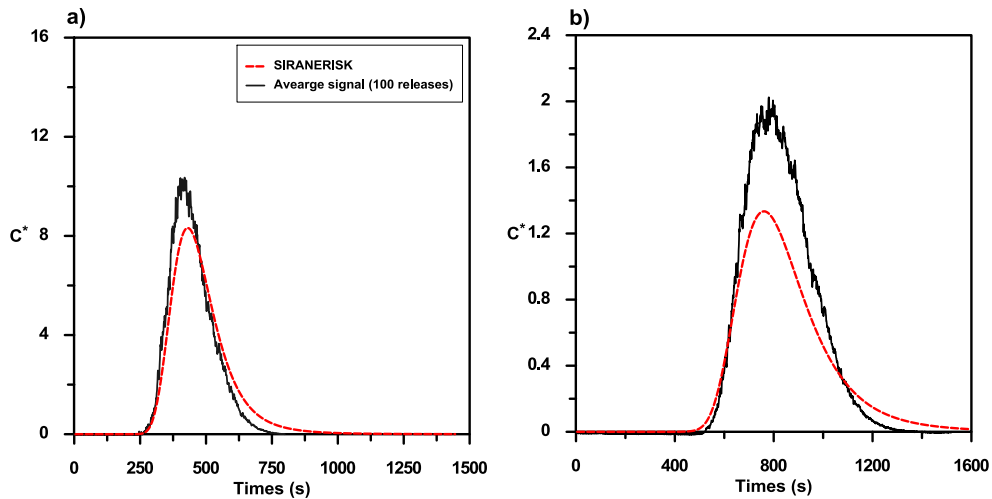 a)
16
12
8
4
0
C*
SIRANERISK
Avearge signal (100 releases)
0 250 500 750 1000 1250 1500
Times (s)
b)
2.4
2
1.6
1.2
0.8
0.4
0
C*
0 400 800 1200 1600
Times (s)